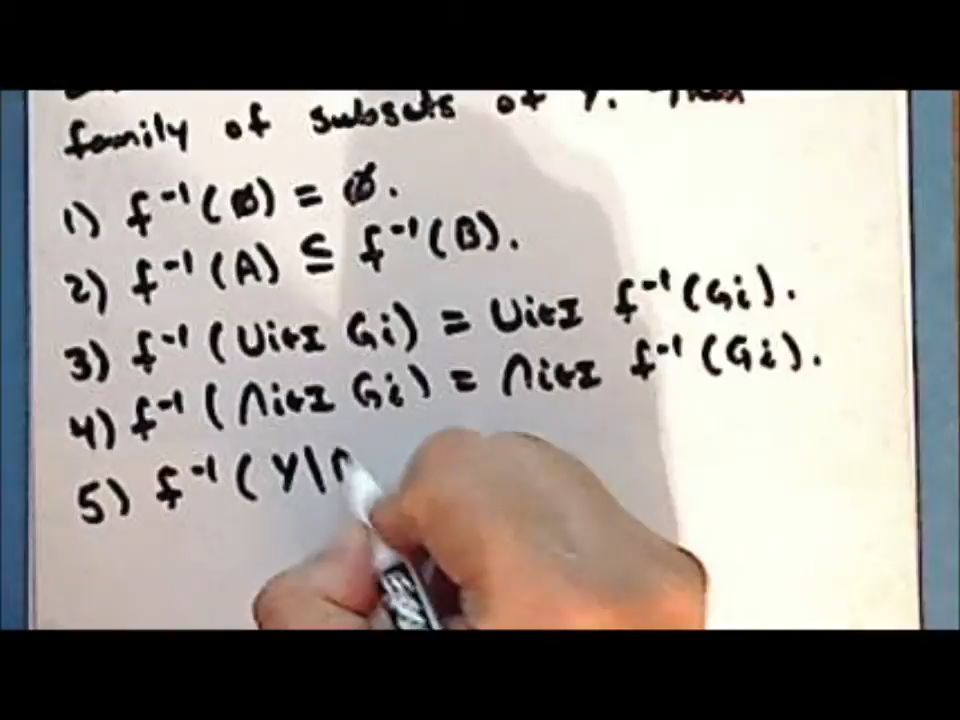 family of subsets of Y. Then
1) f⁻¹(∅) = ∅.
2) f⁻¹(A) ⊆ f⁻¹(B).
3) f⁻¹(∪i∈I Gi) = ∪i∈I f⁻¹(Gi).
4) f⁻¹(∩i∈I Gi) = ∩i∈I f⁻¹(Gi).
5) f⁻¹(Y\